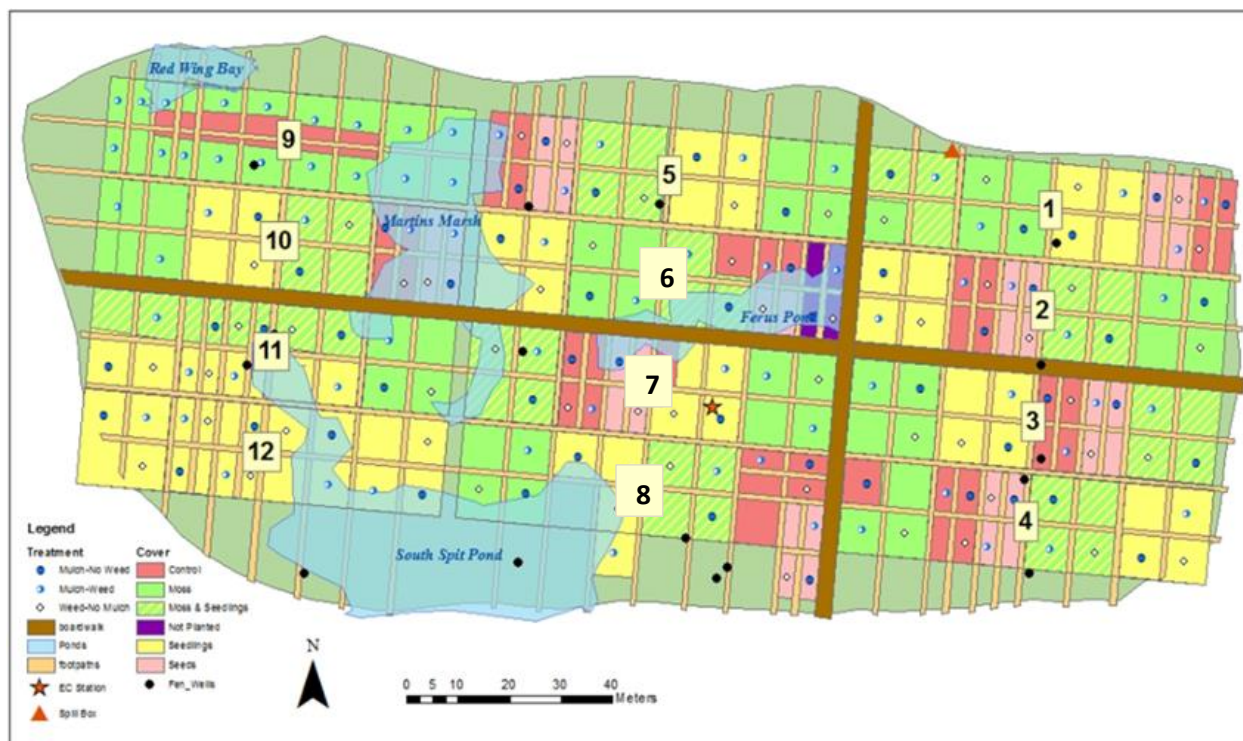 Red Wing Bay
9
5
1
Martins Marsh
10
6
2
Ferus Pond
11
7
3
12
8
4
South Spit Pond
Legend
Treatment
Mulch-No Weed
Mulch-Weed
Weed-No Mulch
boardwalk
Ponds
footpaths
EC Station
Spill Box
Cover
Control
Moss
Moss & Seedlings
Not Planted
Seedlings
Seeds
Fen_Wells
N
0 5 10 20 30 40
Meters